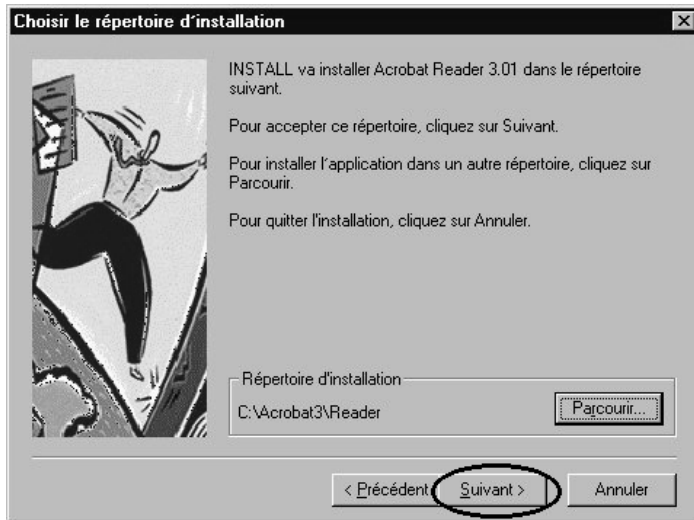 Choisir le répertoire d'installation
INSTALL va installer Acrobat Reader 3.01 dans le répertoire
suivant.
Pour accepter ce répertoire, cliquez sur Suivant.
Pour installer l'application dans un autre répertoire, cliquez sur
Parcourir.
Pour quitter l'installation, cliquez sur Annuler.
Répertoire d'installation
C:\Acrobat3\Reader
Parcourir...
< Précédent
Suivant >
Annuler